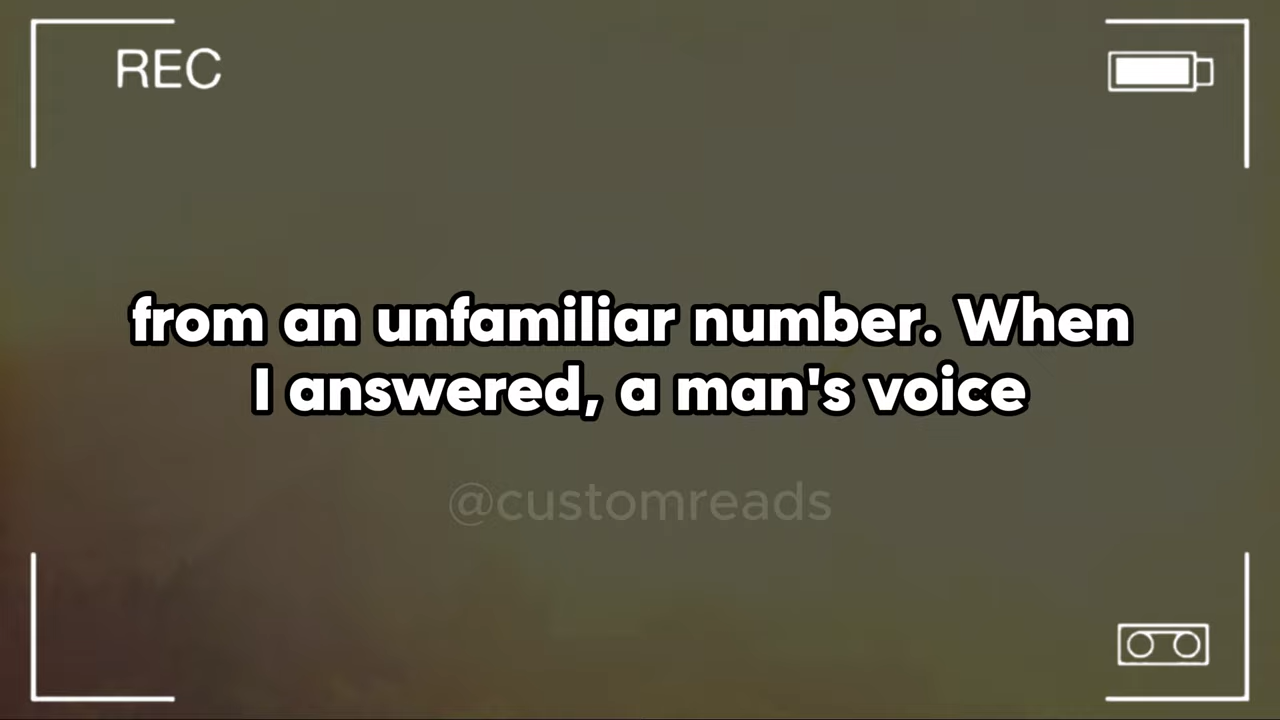 REC
from an unfamiliar number. When
I answered, a man's voice
@customreads